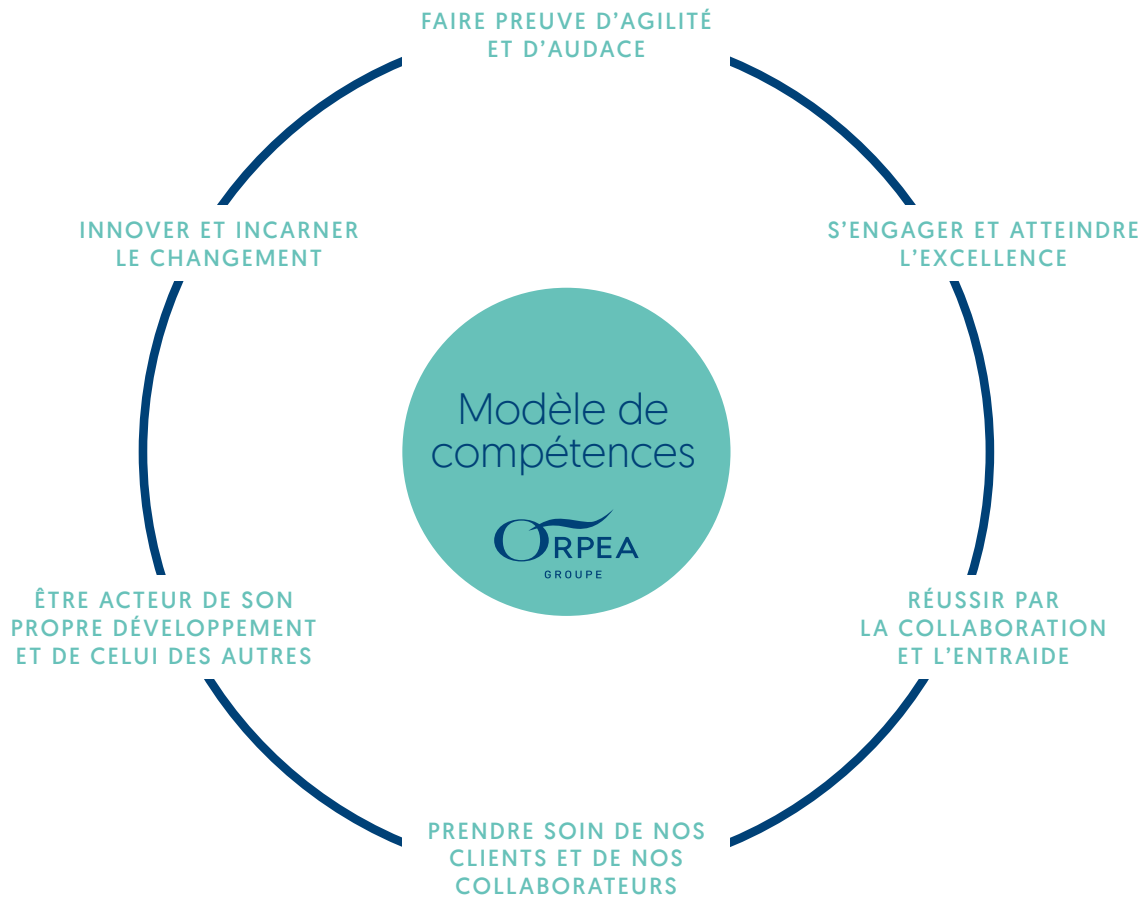 FAIRE PREUVE D’AGILITÉ
ET D’AUDACE
INNOVER ET INCARNER
LE CHANGEMENT
S’ENGAGER ET ATTEINDRE
L’EXCELLENCE
Modèle de
compétences
ORPEA
GROUPE
ÊTRE ACTEUR DE SON
PROPRE DÉVELOPPEMENT
ET DE CELUI DES AUTRES
RÉUSSIR PAR
LA COLLABORATION
ET L’ENTRAIDE
PRENDRE SOIN DE NOS
CLIENTS ET DE NOS
COLLABORATEURS